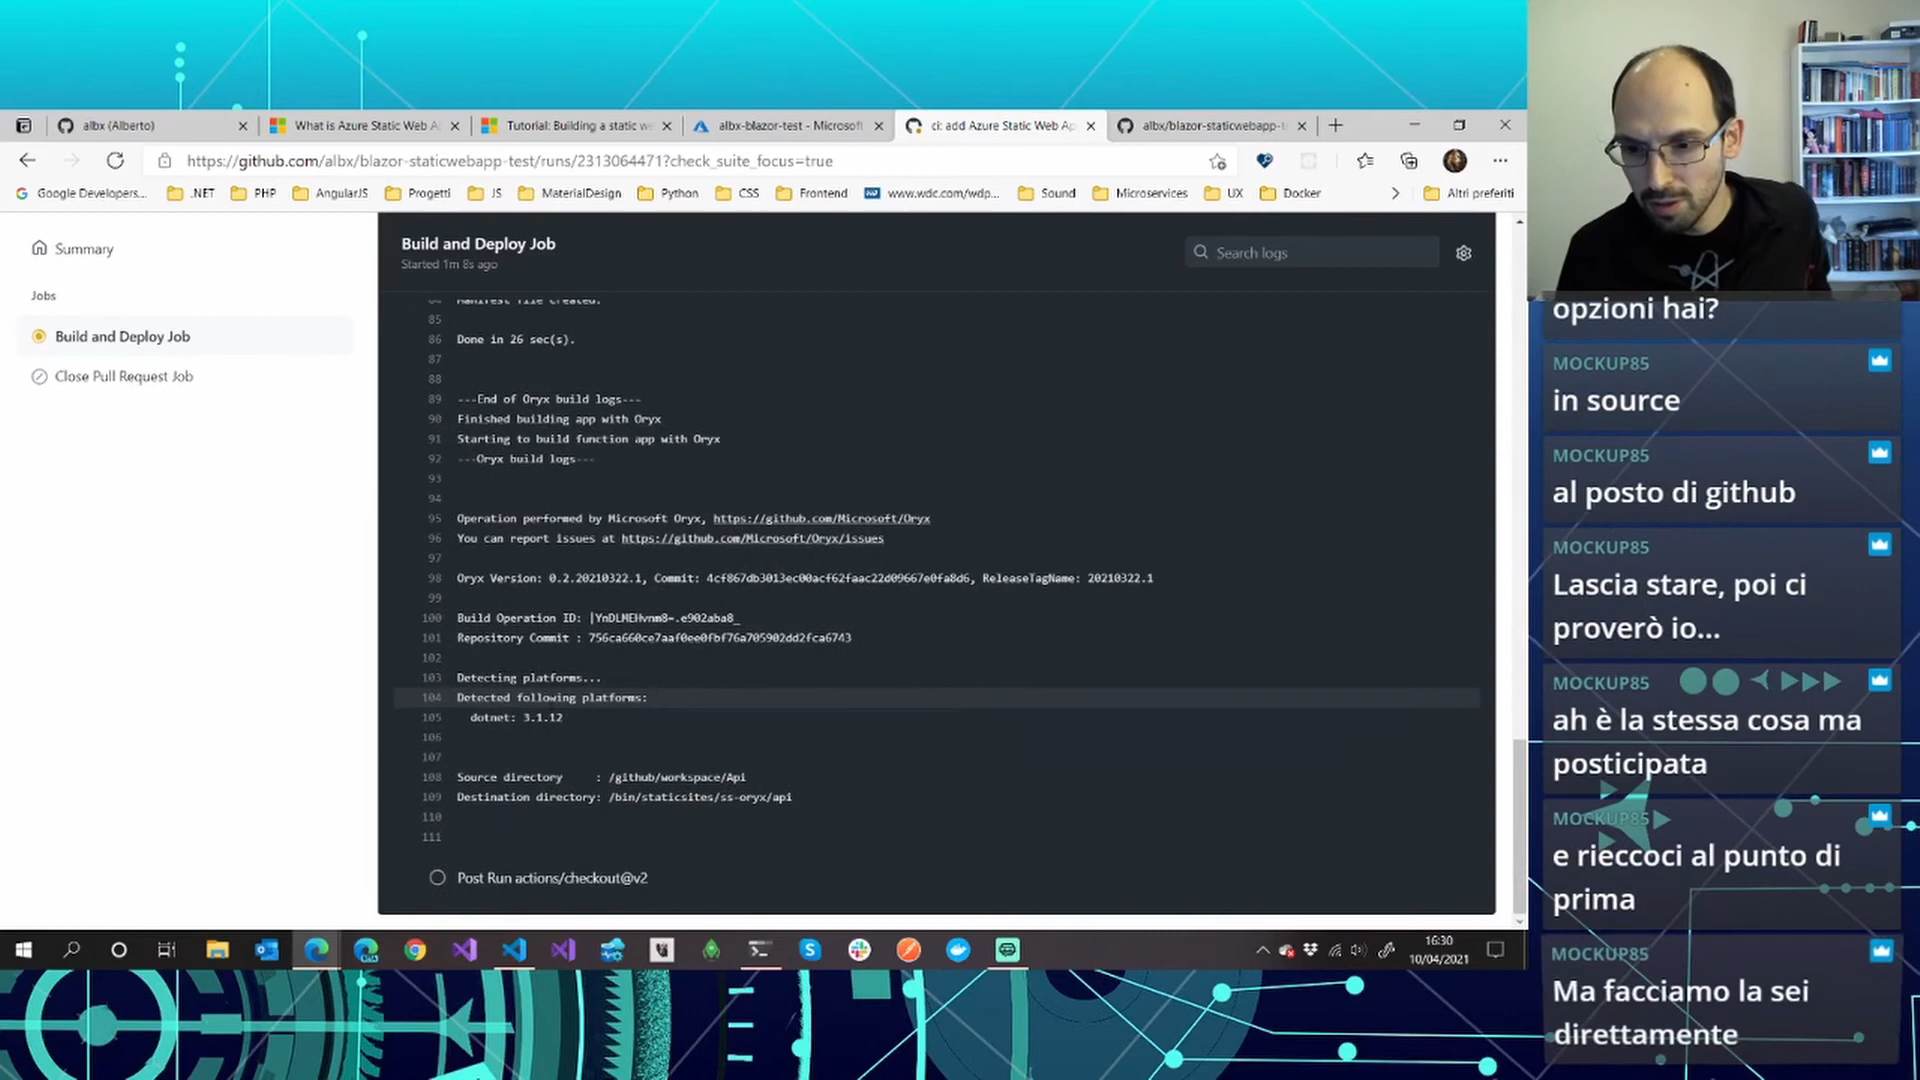 albx (Alberto)
What is Azure Static Web A
Tutorial: Building a static we
albx-blazor-test - Microsoft
ci: add Azure Static Web Ap
albx/blazor-staticwebapp-t
https://github.com/albx/blazor-staticwebapp-test/runs/2313064471?check_suite_focus=true
Google Developers...
.NET
PHP
AngularJS
Progetti
JS
MaterialDesign
Python
CSS
Frontend
www.wdc.com/wdp...
Sound
Microservices
UX
Docker
Altri preferiti
Summary
Jobs
Build and Deploy Job
Close Pull Request Job
Build and Deploy Job
Started 1m 8s ago
Search logs
84 Manifest file created.
85
86 Done in 26 sec(s).
87
88
89 ---End of Oryx build logs---
90 Finished building app with Oryx
91 Starting to build function app with Oryx
92 ---Oryx build logs---
93
94
95 Operation performed by Microsoft Oryx, https://github.com/Microsoft/Oryx
96 You can report issues at https://github.com/Microsoft/Oryx/issues
97
98 Oryx Version: 0.2.20210322.1, Commit: 4cf867db3013ec00acf62faac22d09667e0fa8d6, ReleaseTagName: 20210322.1
99
100 Build Operation ID: |YnDLMEHvnm8=.e902aba8_
101 Repository Commit : 756ca660ce7aaf0ee0fbf76a705902dd2fca6743
102
103 Detecting platforms...
104 Detected following platforms:
105 dotnet: 3.1.12
106
107
108 Source directory : /github/workspace/Api
109 Destination directory: /bin/staticsites/ss-oryx/api
110
111
Post Run actions/checkout@v2
16:30
10/04/2021
opzioni hai?
MOCKUP85
in source
MOCKUP85
al posto di github
MOCKUP85
Lascia stare, poi ci
proverò io...
MOCKUP85
ah è la stessa cosa ma
posticipata
MOCKUP85
e rieccoci al punto di
prima
MOCKUP85
Ma facciamo la sei
direttamente